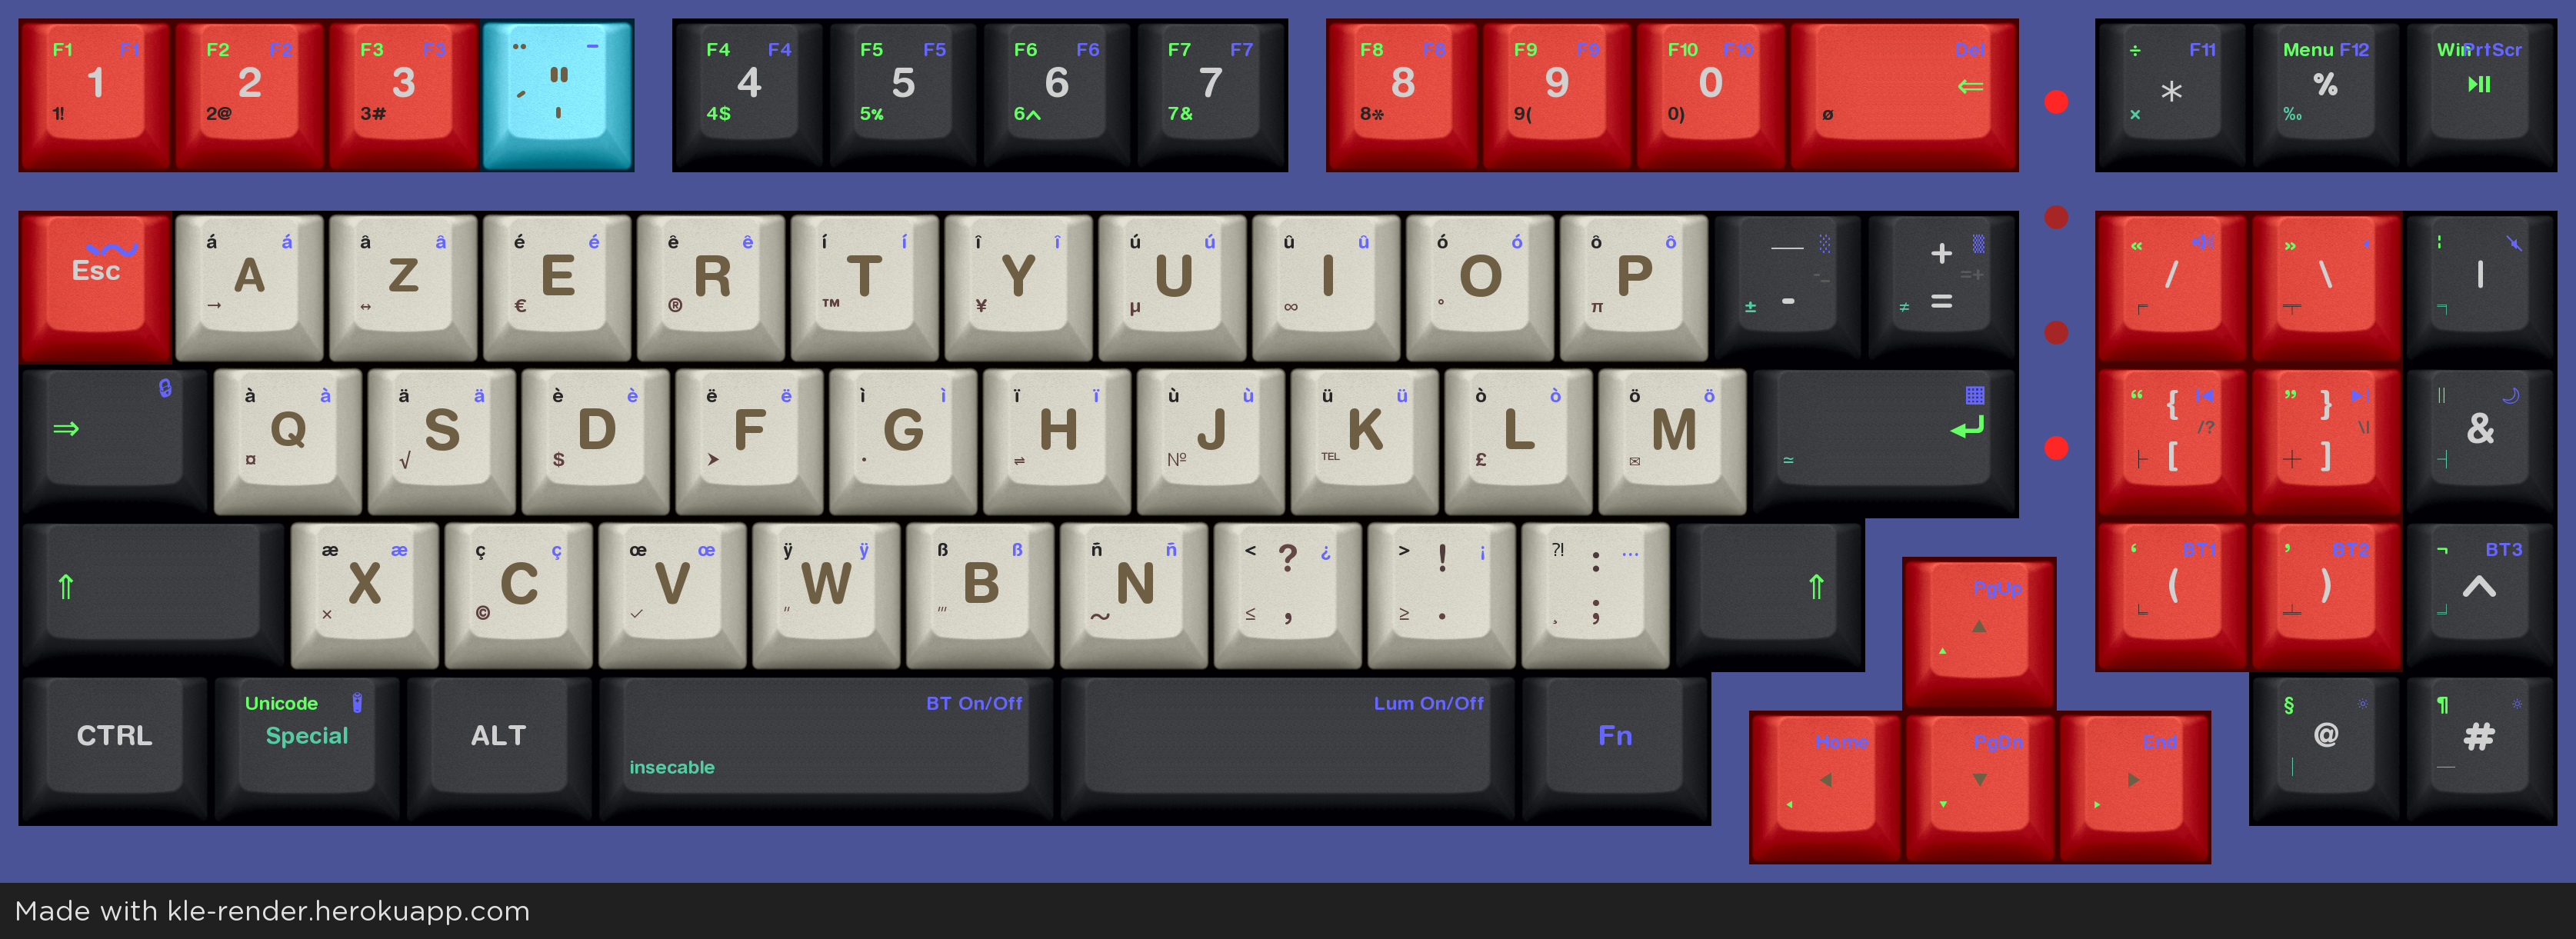 F1 F1 F2 F2 F3 F3 ¨ - F4 F4 F5 F5 F6 F6 F7 F7 F8 F8 F9 F9 F10 F10 Del ÷ F11 Menu F12 Win PrtScr
1 2 3 " 4 5 6 7 8 9 0 ⇐ * %
1! 2@ 3# ´ ' 4$ 5% 6^ 7& 8* 9( 0) ø × ‰
á á â â é é ê ê í í î î ú ú û û ó ó ô ô — ░ ▒ « » ¦
Esc A Z E R T Y U I O P -_ + =+ / \ |
→ ↔ € ® ™ ¥ µ ∞ ° π ± - ≠ = ╒ ╤ ╕
à à ä ä è è ë ë ì ì ï ï ù ù ü ü ò ò ö ö “ { ” } ||
⇒ Q S D F G H J K L M ↵ /? \| &
¤ √ $ ➤ · ⇌ № ℡ £ ✉ ≃ ├ [ ┼ ] ┤
æ æ ç ç œ œ ÿ ÿ ß ß ñ ñ < ? ¿ > ! ¡ ⁈ : … ‘ BT1 ’ BT2 ¬ BT3
⇑ X C V W B N ⇑ ( ) ^
× © ✓ ″ ‴ ~ ≤ , ≥ . ¸ ; ╘ ╧ ╛
PgUp
▲
▲
Unicode BT On/Off Lum On/Off § ¶
CTRL Special ALT Fn @ #
insecable │ ─
Home PgDn End
◀ ▼ ▶
◀ ▼ ▶
Made with kle-render.herokuapp.com